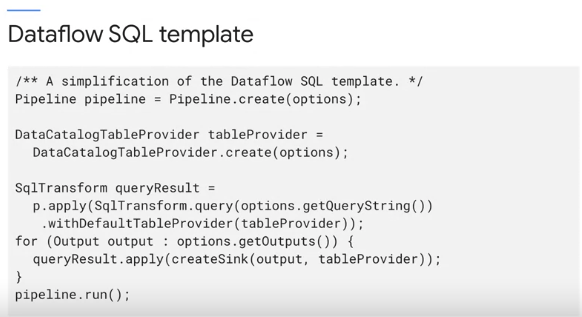 Dataflow SQL template
/** A simplification of the Dataflow SQL template. */
Pipeline pipeline = Pipeline.create(options);
DataCatalogTableProvider tableProvider =
  DataCatalogTableProvider.create(options);
SqlTransform queryResult =
  p.apply(SqlTransform.query(options.getQueryString())
   .withDefaultTableProvider(tableProvider));
for (Output output : options.getOutputs()) {
  queryResult.apply(createSink(output, tableProvider));
}
pipeline.run();